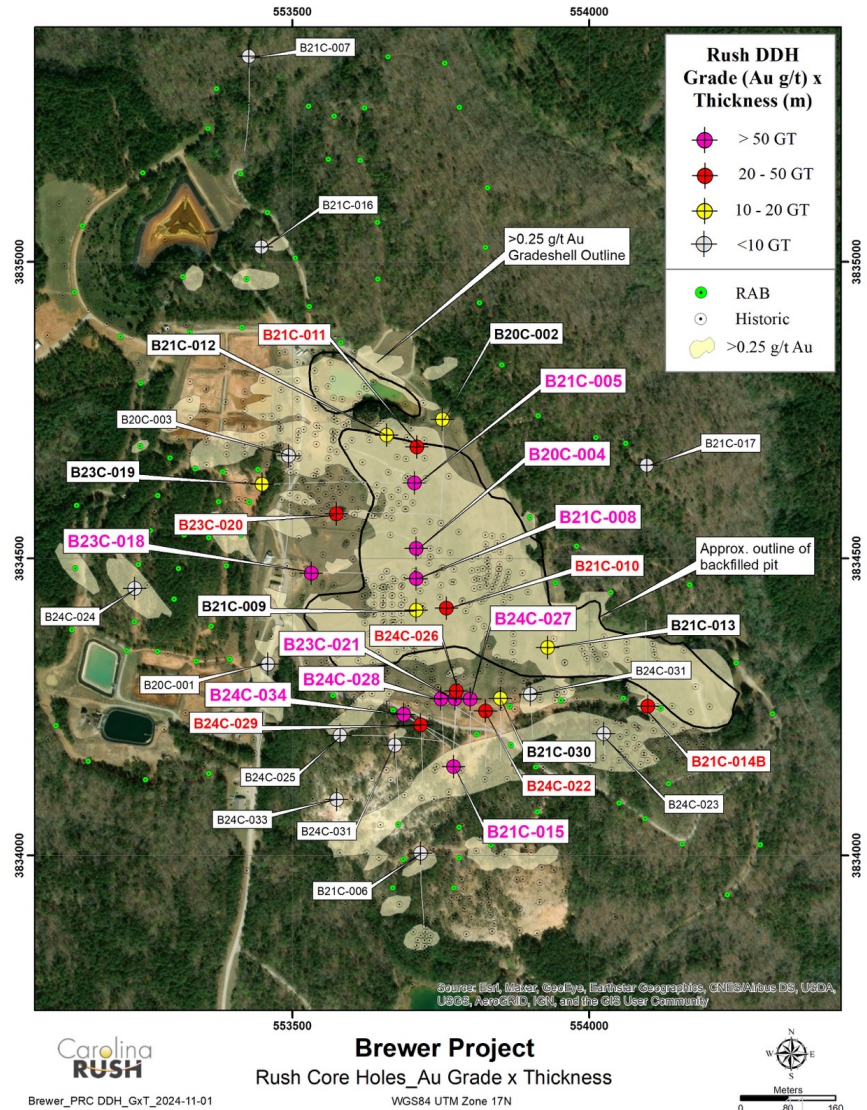 553500
554000
B21C-007
Rush DDH
Grade (Au g/t) x
Thickness (m)
> 50 GT
20 - 50 GT
10 - 20 GT
<10 GT
RAB
Historic
>0.25 g/t Au
B21C-016
3835000
3835000
>0.25 g/t Au
Gradeshell Outline
B21C-012
B21C-011
B20C-002
B21C-005
B20C-003
B21C-017
B20C-004
B23C-019
B21C-008
B23C-020
B23C-018
3834500
3834500
Approx. outline of
backfilled pit
B21C-010
B24C-024
B21C-009
B24C-027
B24C-026
B21C-013
B23C-021
B24C-031
B20C-001
B24C-028
B24C-034
B24C-029
B21C-030
B21C-014B
B24C-025
B24C-022
B24C-023
B24C-033
B24C-031
B21C-015
3834000
3834000
B21C-006
Source: Esri, Maxar, GeoEye, Earthstar Geographics, CNES/Airbus DS, USDA,
USGS, AeroGRID, IGN, and the GIS User Community
553500
554000
Carolina
RUSH
Brewer Project
Rush Core Holes_Au Grade x Thickness
N
W
E
S
Meters
0 80 160
Brewer_PRC DDH_GxT_2024-11-01
WGS84 UTM Zone 17N